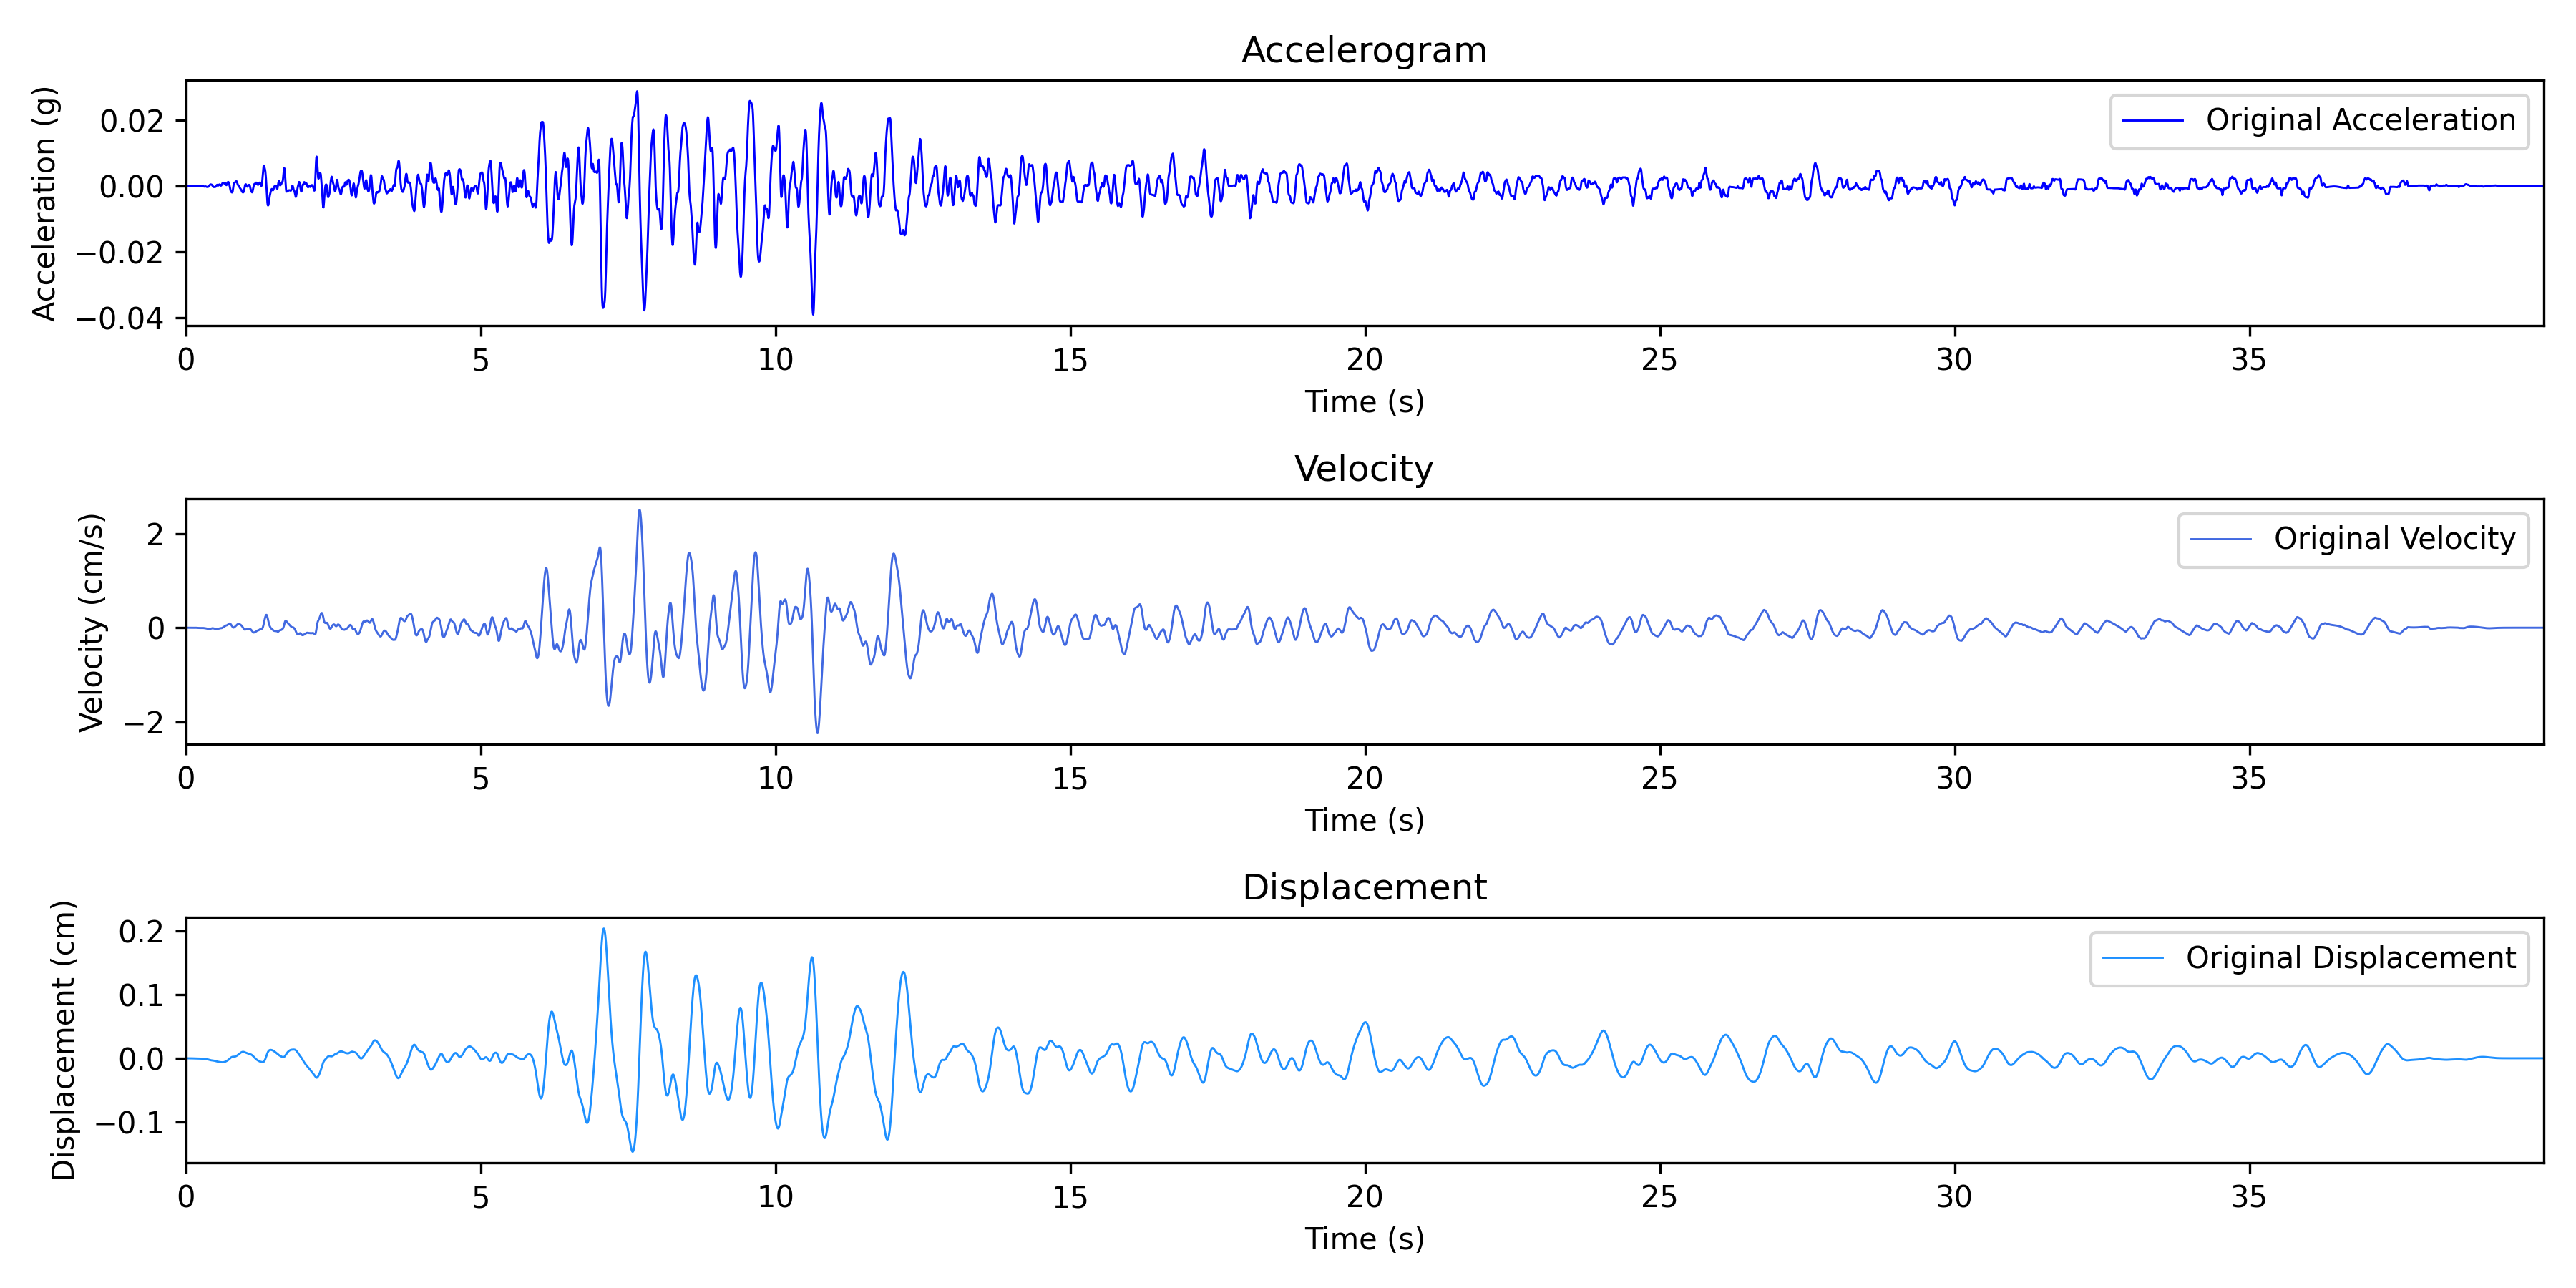 Accelerogram
Acceleration (g)
0.02
0.00
−0.02
−0.04
Original Acceleration
0 5 10 15 20 25 30 35
Time (s)
Velocity
Velocity (cm/s)
2
0
−2
Original Velocity
0 5 10 15 20 25 30 35
Time (s)
Displacement
Displacement (cm)
0.2
0.1
0.0
−0.1
Original Displacement
0 5 10 15 20 25 30 35
Time (s)